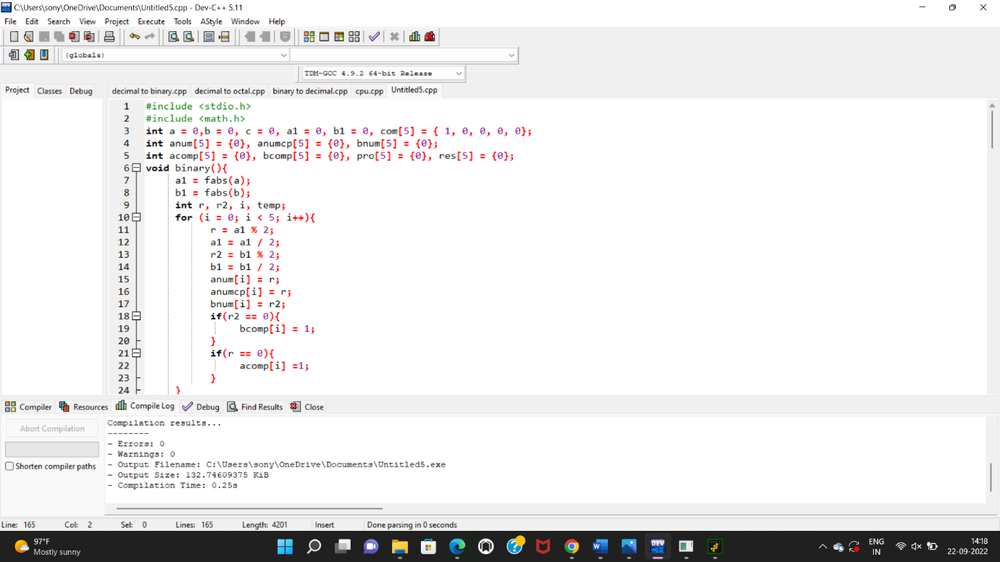 C:\Users\sony\OneDrive\Documents\Untitled5.cpp - Dev-C++ 5.11
File Edit Search View Project Execute Tools AStyle Window Help
(globals)
TDM-GCC 4.9.2 64-bit Release
Project Classes Debug
decimal to binary.cpp decimal to octal.cpp binary to decimal.cpp cpu.cpp Untitled5.cpp
1 #include <stdio.h>
2 #include <math.h>
3 int a = 0,b = 0, c = 0, a1 = 0, b1 = 0, com[5] = { 1, 0, 0, 0, 0};
4 int anum[5] = {0}, anumcp[5] = {0}, bnum[5] = {0};
5 int acomp[5] = {0}, bcomp[5] = {0}, pro[5] = {0}, res[5] = {0};
6 void binary(){
7 a1 = fabs(a);
8 b1 = fabs(b);
9 int r, r2, i, temp;
10 for (i = 0; i < 5; i++){
11 r = a1 % 2;
12 a1 = a1 / 2;
13 r2 = b1 % 2;
14 b1 = b1 / 2;
15 anum[i] = r;
16 anumcp[i] = r;
17 bnum[i] = r2;
18 if(r2 == 0){
19 bcomp[i] = 1;
20 }
21 if(r == 0){
22 acomp[i] =1;
23 }
24 }
Compiler Resources Compile Log Debug Find Results Close
Abort Compilation
Shorten compiler paths
Compilation results...
--------
- Errors: 0
- Warnings: 0
- Output Filename: C:\Users\sony\OneDrive\Documents\Untitled5.exe
- Output Size: 132.74609375 KiB
- Compilation Time: 0.25s
Line: 165 Col: 2 Sel: 0 Lines: 165 Length: 4201 Insert Done parsing in 0 seconds
97°F
Mostly sunny
W
DEV
ENG
IN
14:18
22-09-2022